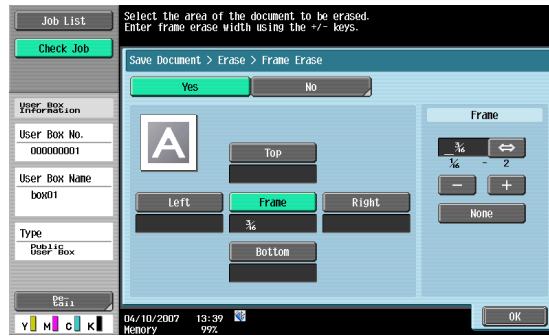 Job List
Check Job
Select the area of the document to be erased.
Enter frame erase width using the +/- keys.
Save Document > Erase > Frame Erase
Yes
No
User Box
Information
User Box No.
000000001
User Box Name
box01
Type
Public
User Box
De-
tail
Y M C K
A
Top
Left
Frame
Right
3/16
Bottom
Frame
3/16
1/16 - 2
− +
None
04/10/2007 13:39
Memory 99%
OK